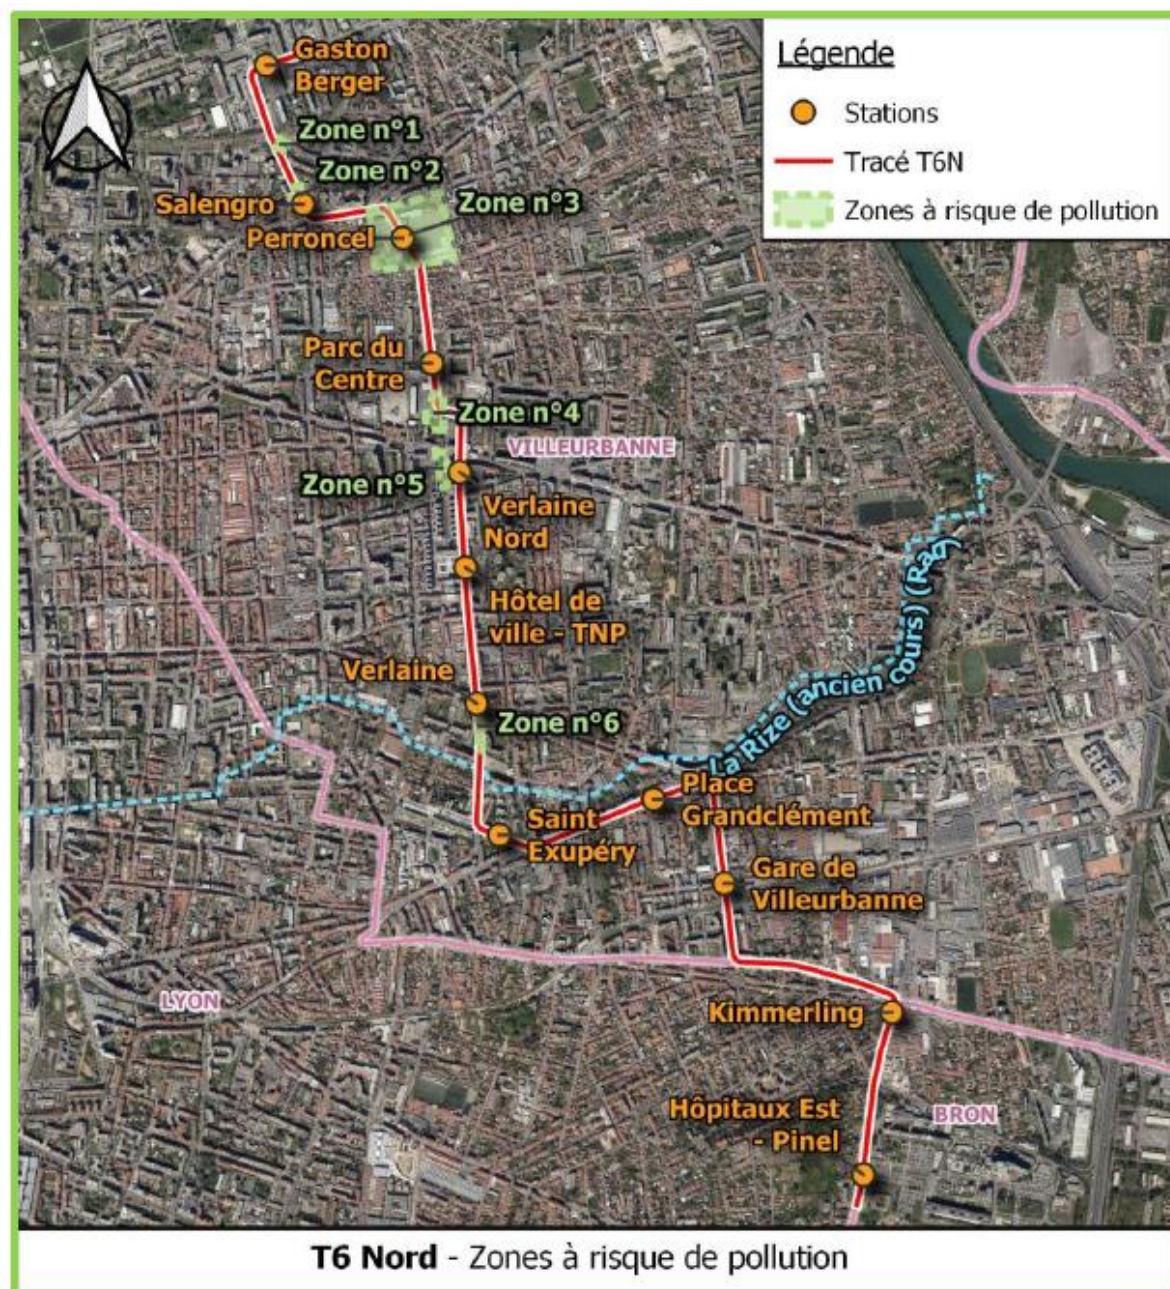 Légende
Stations
Tracé T6N
Zones à risque de pollution
Gaston
Berger
Zone n°1
Zone n°2
Salengro
Zone n°3
Perroncel
Parc du
Centre
Zone n°4
VILLEURBANNE
Zone n°5
Verlaine
Nord
Hôtel de
ville - TNP
Verlaine
Zone n°6
La Rize (ancien cours) (Ra9)
Place
Grandclément
Saint
Exupéry
Gare de
Villeurbanne
LYON
Kimmerling
Hôpitaux Est
- Pinel
BRON
T6 Nord - Zones à risque de pollution